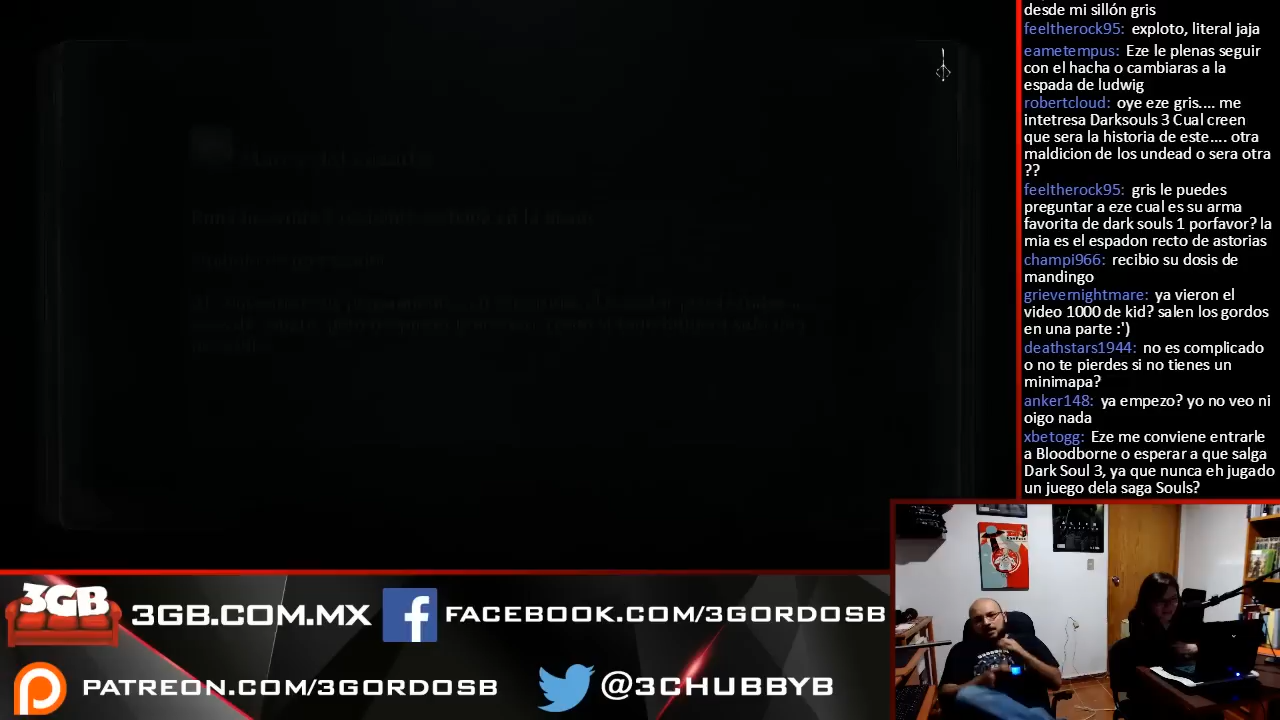 desde mi sillón gris
feeltherock95: exploto, literal jaja
eametempus: Eze le plenas seguir
con el hacha o cambiaras a la
espada de ludwig
robertcloud: oye eze gris.... me
intetresa Darksouls 3 Cual creen
que sera la historia de este.... otra
maldicion de los undead o sera otra
??
feeltherock95: gris le puedes
preguntar a eze cual es su arma
favorita de dark souls 1 porfavor? la
mia es el espadon recto de astorias
champi966: recibio su dosis de
mandingo
grievernightmare: ya vieron el
video 1000 de kid? salen los gordos
en una parte :')
deathstars1944: no es complicado
o no te pierdes si no tienes un
minimapa?
anker148: ya empezo? yo no veo ni
oigo nada
xbetogg: Eze me conviene entrarle
a Bloodborne o esperar a que salga
Dark Soul 3, ya que nunca eh jugado
un juego dela saga Souls?
ALIEN
3GB
3GB.COM.MX
FACEBOOK.COM/3GORDOSB
PATREON.COM/3GORDOSB
@3CHUBBYB